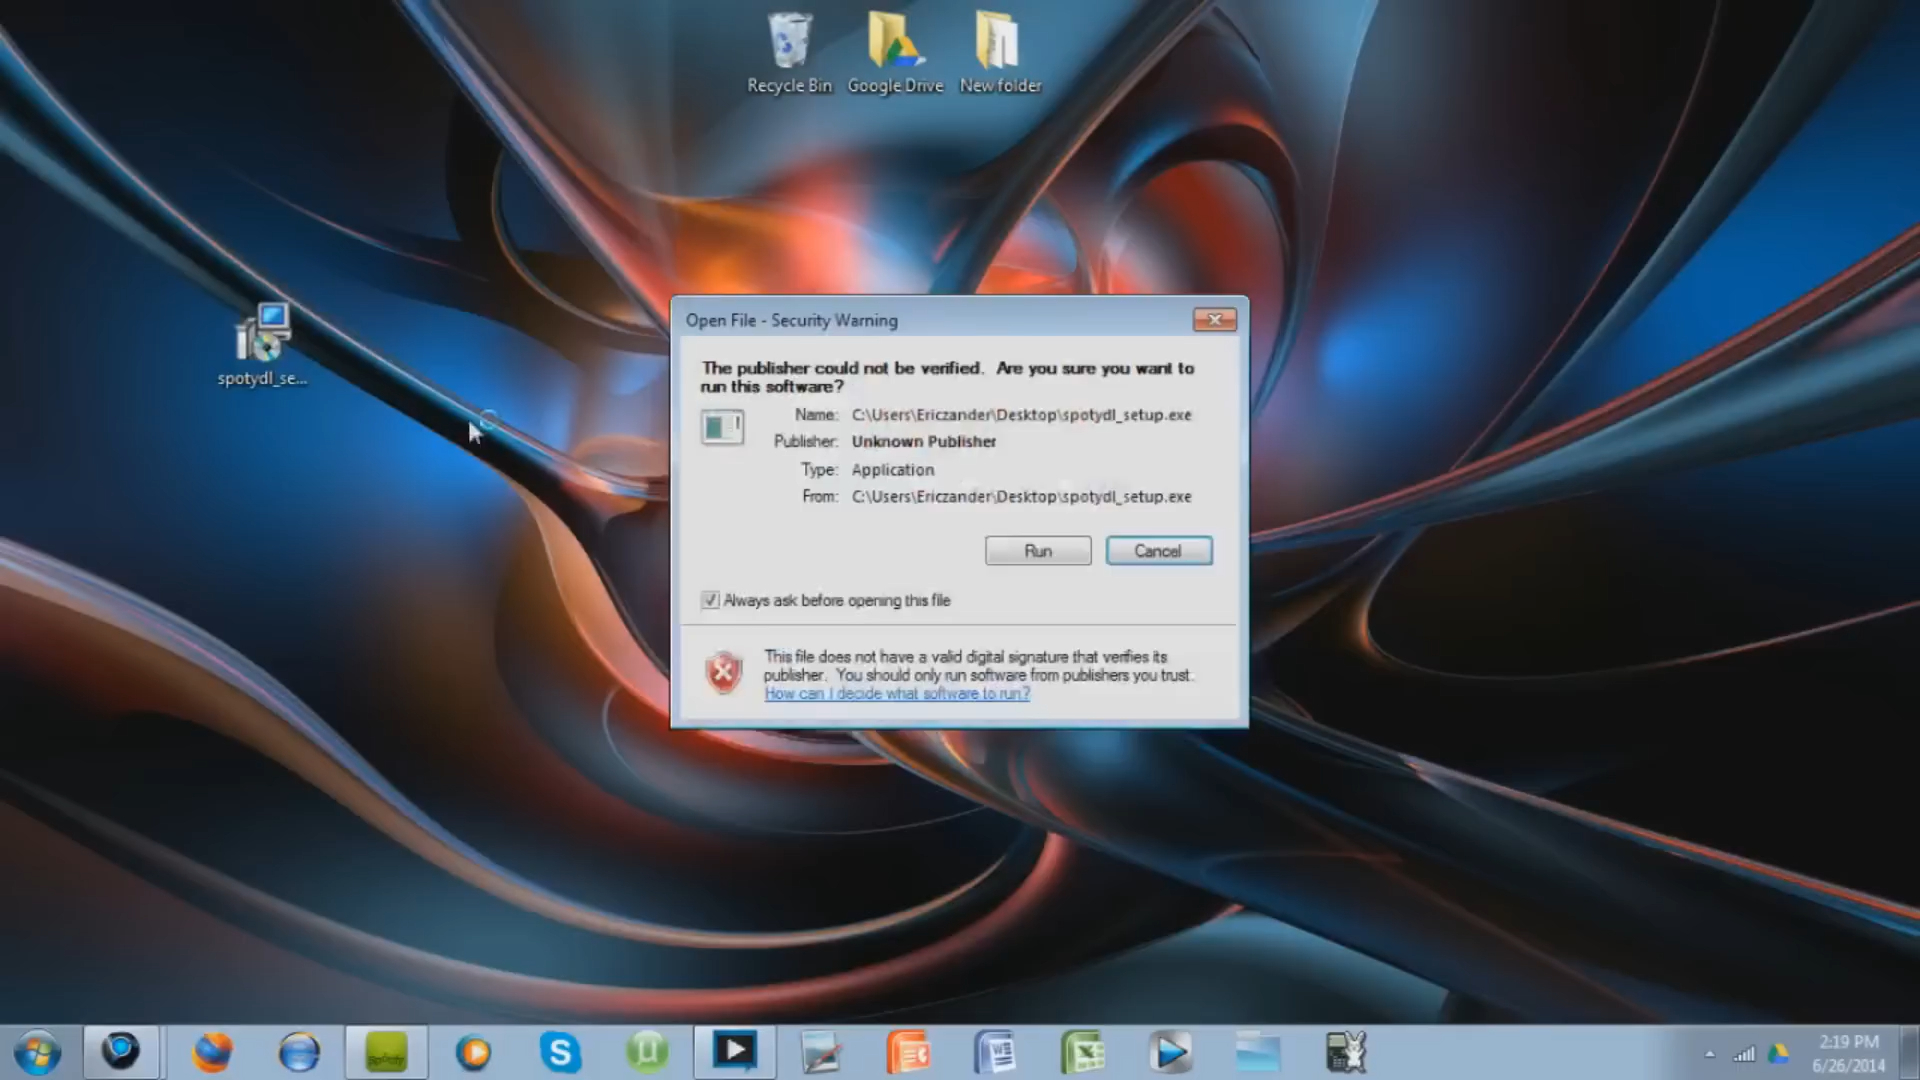 Recycle Bin
Google Drive
New folder
spotydl_se...
Open File - Security Warning
The publisher could not be verified. Are you sure you want to
run this software?
Name: C:\Users\Ericzander\Desktop\spotydl_setup.exe
Publisher: Unknown Publisher
Type: Application
From: C:\Users\Ericzander\Desktop\spotydl_setup.exe
Run
Cancel
Always ask before opening this file
This file does not have a valid digital signature that verifies its
publisher. You should only run software from publishers you trust.
How can I decide what software to run?
2:19 PM
6/26/2014